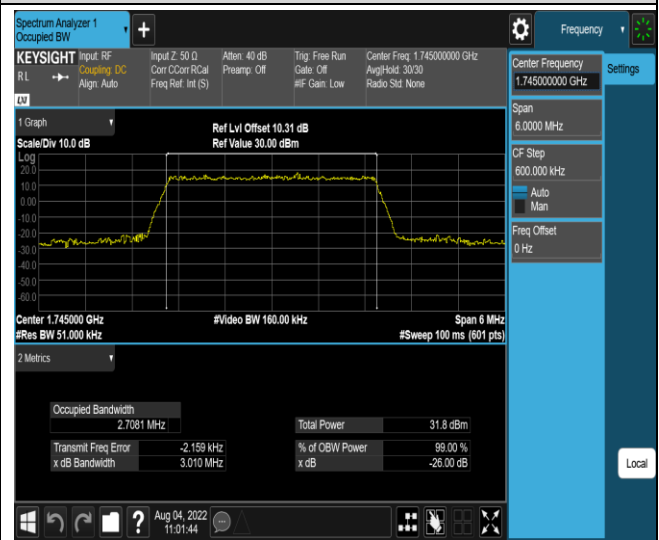 Spectrum Analyzer 1
Occupied BW
+
Frequency
KEYSIGHT
R L
LXI
Input: RF
Coupling: DC
Align: Auto
Input Z: 50 Ω
Corr CCorr RCal
Freq Ref: Int (S)
Atten: 40 dB
Preamp: Off
Trig: Free Run
Gate: Off
#IF Gain: Low
Center Freq: 1.745000000 GHz
Avg|Hold: 30/30
Radio Std: None
Center Frequency
1.745000000 GHz
Settings
Span
6.0000 MHz
CF Step
600.000 kHz
Auto
Man
Freq Offset
0 Hz
1 Graph
Scale/Div 10.0 dB
Ref Lvl Offset 10.31 dB
Ref Value 30.00 dBm
Log
20.0
10.0
0.00
-10.0
-20.0
-30.0
-40.0
-50.0
-60.0
Center 1.745000 GHz
#Video BW 160.00 kHz
Span 6 MHz
#Res BW 51.000 kHz
#Sweep 100 ms (601 pts)
2 Metrics
Occupied Bandwidth
2.7081 MHz
Total Power 31.8 dBm
Transmit Freq Error -2.159 kHz
% of OBW Power 99.00 %
x dB Bandwidth 3.010 MHz
x dB -26.00 dB
Local
?
Aug 04, 2022
11:01:44